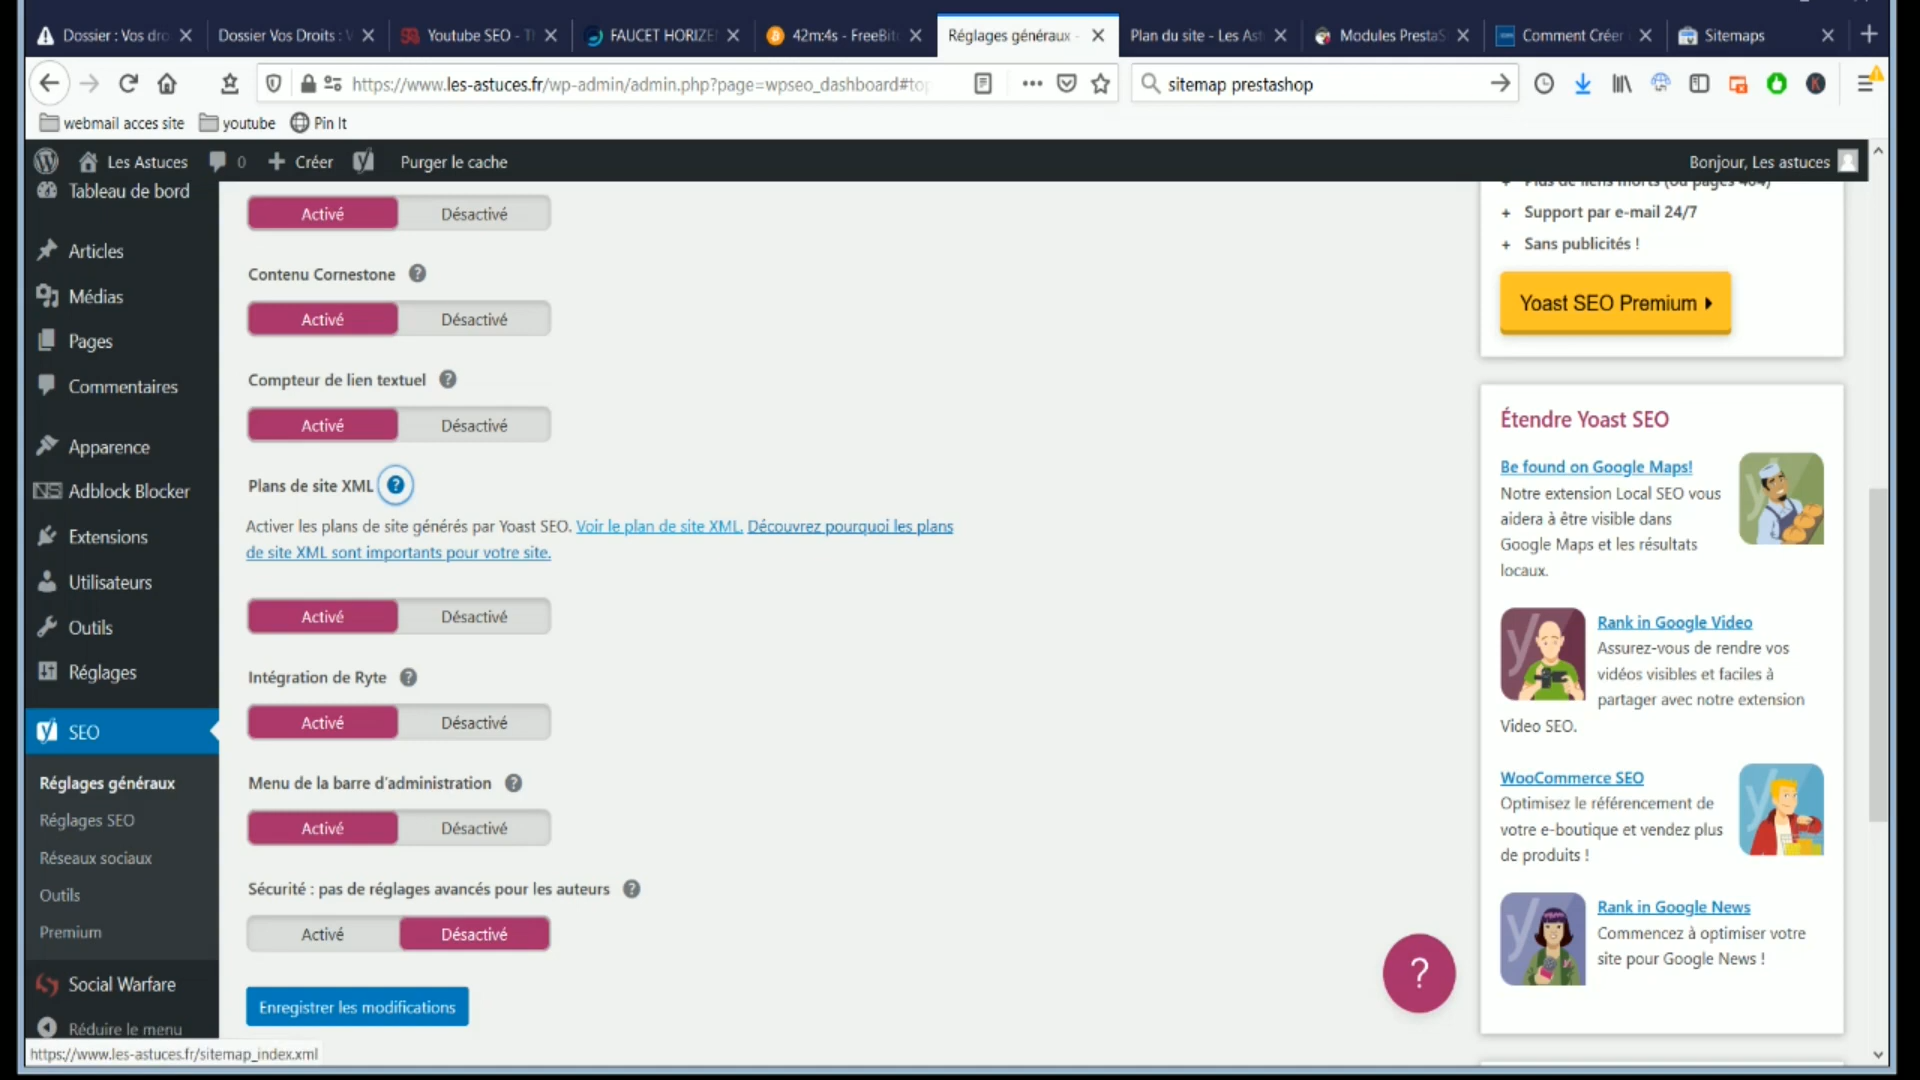 Dossier : Vos dro
Dossier Vos Droits : V
Youtube SEO - T
FAUCET HORIZE
42m:4s - FreeBit
Réglages généraux -
Plan du site - Les Ast
Modules PrestaS
Comment Créer
Sitemaps
https://www.les-astuces.fr/wp-admin/admin.php?page=wpseo_dashboard#top
sitemap prestashop
webmail acces site
youtube
Pin It
Les Astuces
0
Créer
Purger le cache
Bonjour, Les astuces
Tableau de bord
Articles
Médias
Pages
Commentaires
Apparence
Adblock Blocker
Extensions
Utilisateurs
Outils
Réglages
SEO
Réglages généraux
Réglages SEO
Réseaux sociaux
Outils
Premium
Social Warfare
Réduire le menu
https://www.les-astuces.fr/sitemap_index.xml
Activé Désactivé
Contenu Cornestone ?
Activé Désactivé
Compteur de lien textuel ?
Activé Désactivé
Plans de site XML ?
Activer les plans de site générés par Yoast SEO. Voir le plan de site XML. Découvrez pourquoi les plans
de site XML sont importants pour votre site.
Activé Désactivé
Intégration de Ryte ?
Activé Désactivé
Menu de la barre d'administration ?
Activé Désactivé
Sécurité : pas de réglages avancés pour les auteurs ?
Activé Désactivé
Enregistrer les modifications
?
+ Plus de liens morts (ou pages 404)
+ Support par e-mail 24/7
+ Sans publicités !
Yoast SEO Premium
Étendre Yoast SEO
Be found on Google Maps!
Notre extension Local SEO vous
aidera à être visible dans
Google Maps et les résultats
locaux.
Rank in Google Video
Assurez-vous de rendre vos
vidéos visibles et faciles à
partager avec notre extension
Video SEO.
WooCommerce SEO
Optimisez le référencement de
votre e-boutique et vendez plus
de produits !
Rank in Google News
Commencez à optimiser votre
site pour Google News !